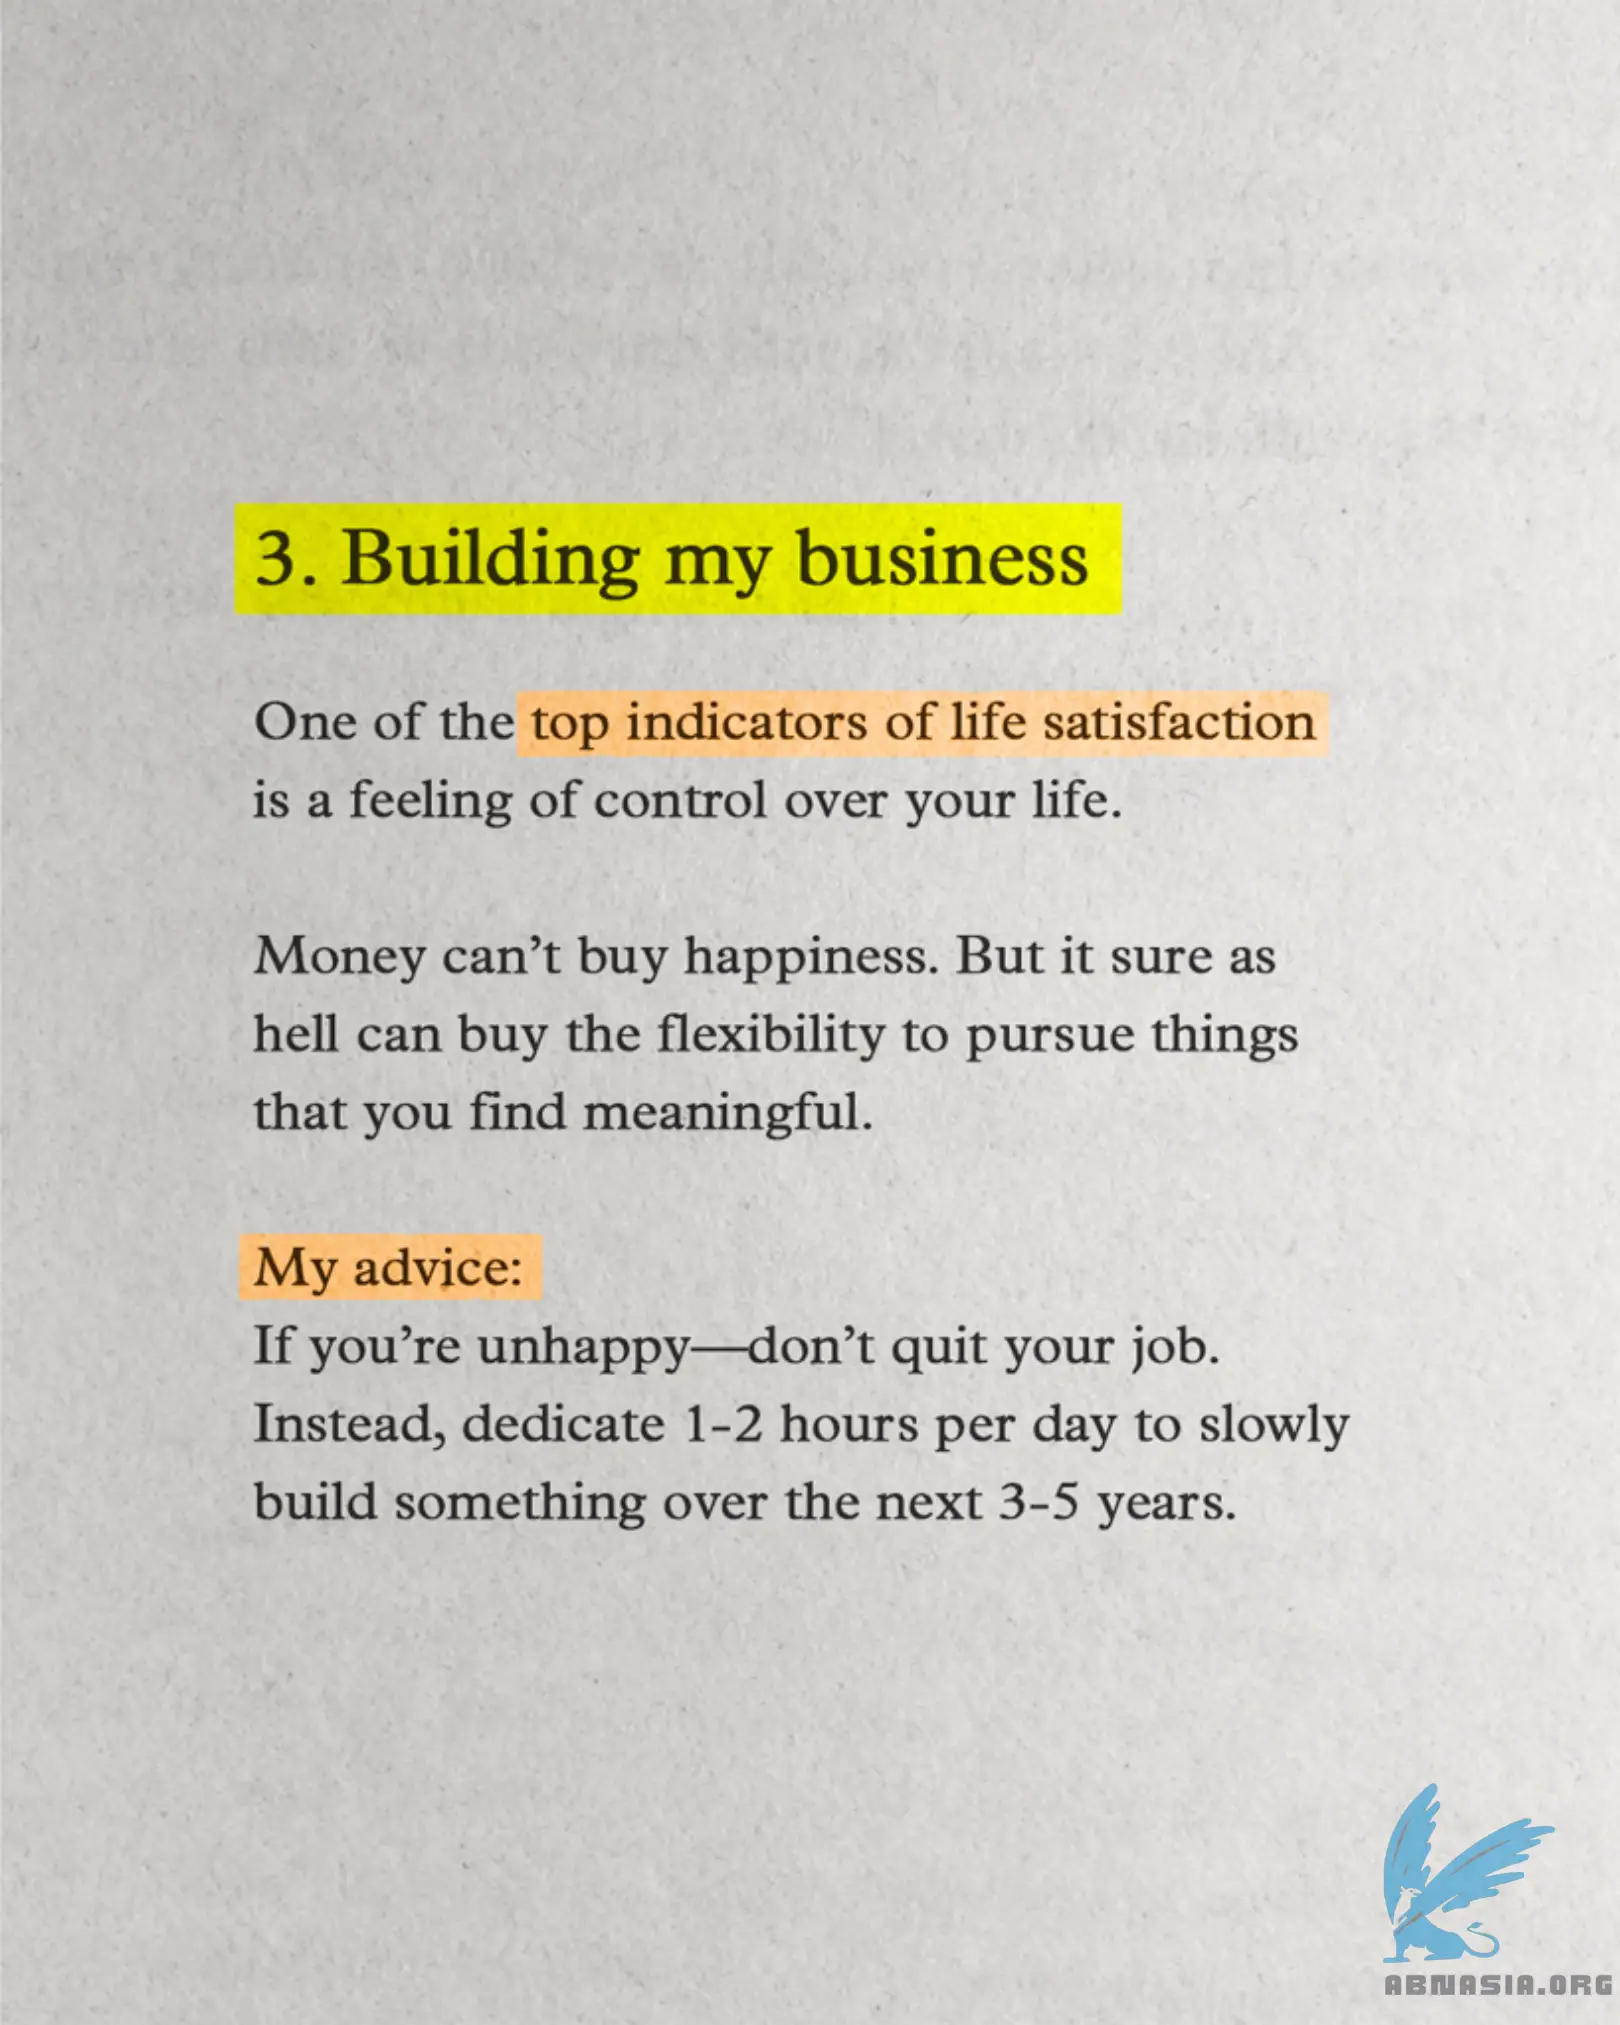 3. Building my business
One of the top indicators of life satisfaction
is a feeling of control over your life.
Money can’t buy happiness. But it sure as
hell can buy the flexibility to pursue things
that you find meaningful.
My advice:
If you’re unhappy—don’t quit your job.
Instead, dedicate 1-2 hours per day to slowly
build something over the next 3-5 years.
ABNASIA.ORG